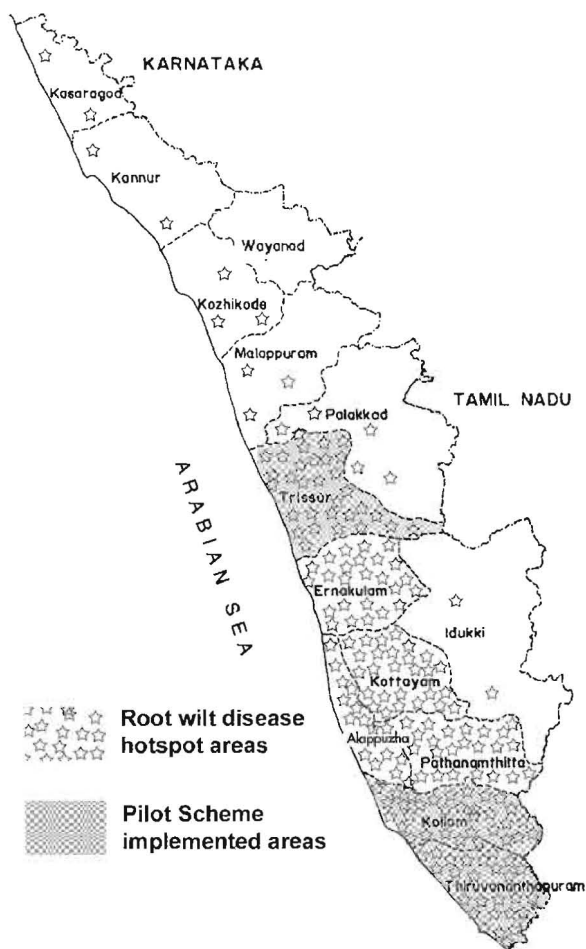 KARNATAKA
Kasaragod
Kannur
Wayanad
Kozhikode
Malappuram
TAMIL NADU
Palakkad
Trissur
ARABIAN SEA
Ernakulam
Idukki
Kottayam
Root wilt disease
hotspot areas
Alappuzha
Pathanamthitta
Pilot Scheme
implemented areas
Kollam
Thiruvananthapuram